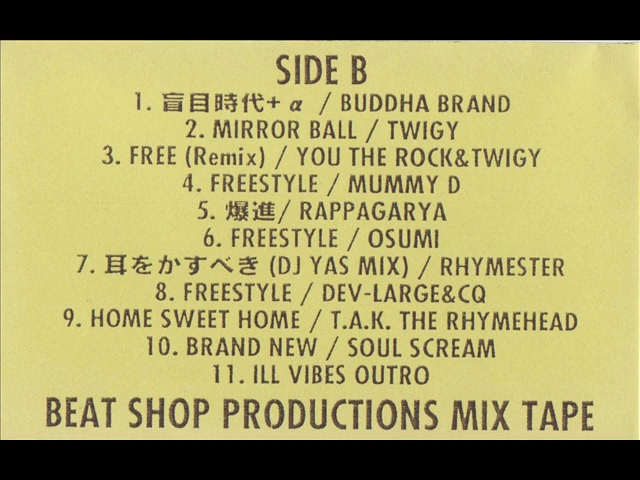 SIDE B
1. 盲目時代+ α / BUDDHA BRAND
2. MIRROR BALL / TWIGY
3. FREE (Remix) / YOU THE ROCK&TWIGY
4. FREESTYLE / MUMMY D
5. 爆進/ RAPPAGARYA
6. FREESTYLE / OSUMI
7. 耳をかすべき (DJ YAS MIX) / RHYMESTER
8. FREESTYLE / DEV-LARGE&CQ
9. HOME SWEET HOME / T.A.K. THE RHYMEHEAD
10. BRAND NEW / SOUL SCREAM
11. ILL VIBES OUTRO
BEAT SHOP PRODUCTIONS MIX TAPE